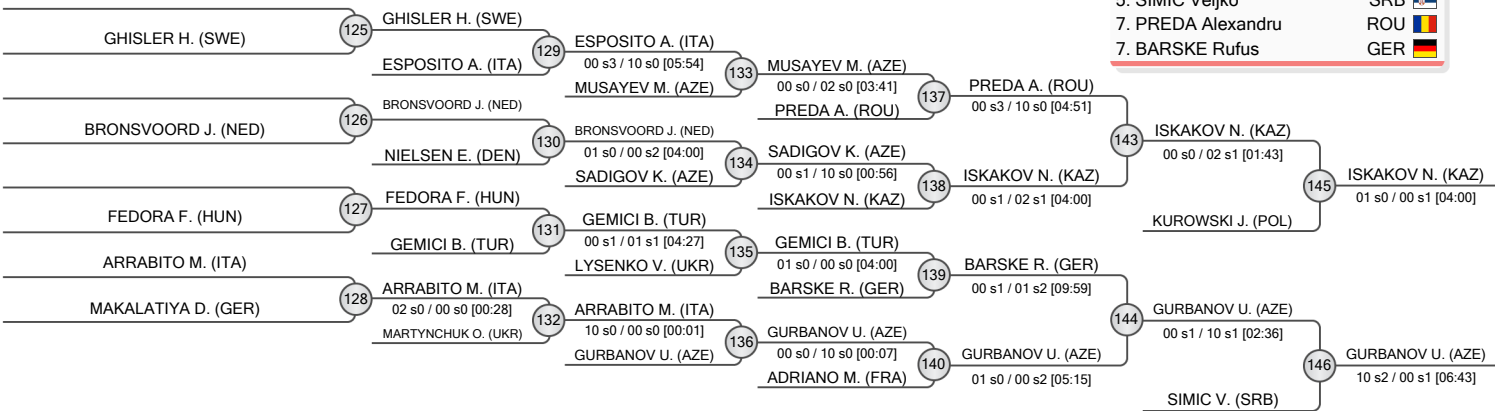 5. SIMIC Veljko SRB
7. PREDA Alexandru ROU
7. BARSKE Rufus GER
GHISLER H. (SWE)
125
GHISLER H. (SWE)
ESPOSITO A. (ITA)
129
ESPOSITO A. (ITA)
00 s3 / 10 s0 [05:54]
MUSAYEV M. (AZE)
133
MUSAYEV M. (AZE)
00 s0 / 02 s0 [03:41]
PREDA A. (ROU)
137
PREDA A. (ROU)
00 s3 / 10 s0 [04:51]
BRONSVOORD J. (NED)
126
BRONSVOORD J. (NED)
NIELSEN E. (DEN)
130
BRONSVOORD J. (NED)
01 s0 / 00 s2 [04:00]
SADIGOV K. (AZE)
134
SADIGOV K. (AZE)
00 s1 / 10 s0 [00:56]
ISKAKOV N. (KAZ)
138
ISKAKOV N. (KAZ)
00 s1 / 02 s1 [04:00]
143
ISKAKOV N. (KAZ)
00 s0 / 02 s1 [01:43]
KUROWSKI J. (POL)
145
ISKAKOV N. (KAZ)
01 s0 / 00 s1 [04:00]
FEDORA F. (HUN)
127
FEDORA F. (HUN)
GEMICI B. (TUR)
131
GEMICI B. (TUR)
00 s1 / 01 s1 [04:27]
LYSENKO V. (UKR)
135
GEMICI B. (TUR)
01 s0 / 00 s0 [04:00]
BARSKE R. (GER)
139
BARSKE R. (GER)
00 s1 / 01 s2 [09:59]
ARRABITO M. (ITA)
MAKALATIYA D. (GER)
128
ARRABITO M. (ITA)
02 s0 / 00 s0 [00:28]
MARTYNCHUK O. (UKR)
132
ARRABITO M. (ITA)
10 s0 / 00 s0 [00:01]
GURBANOV U. (AZE)
136
GURBANOV U. (AZE)
00 s0 / 10 s0 [00:07]
ADRIANO M. (FRA)
140
GURBANOV U. (AZE)
01 s0 / 00 s2 [05:15]
144
GURBANOV U. (AZE)
00 s1 / 10 s1 [02:36]
SIMIC V. (SRB)
146
GURBANOV U. (AZE)
10 s2 / 00 s1 [06:43]